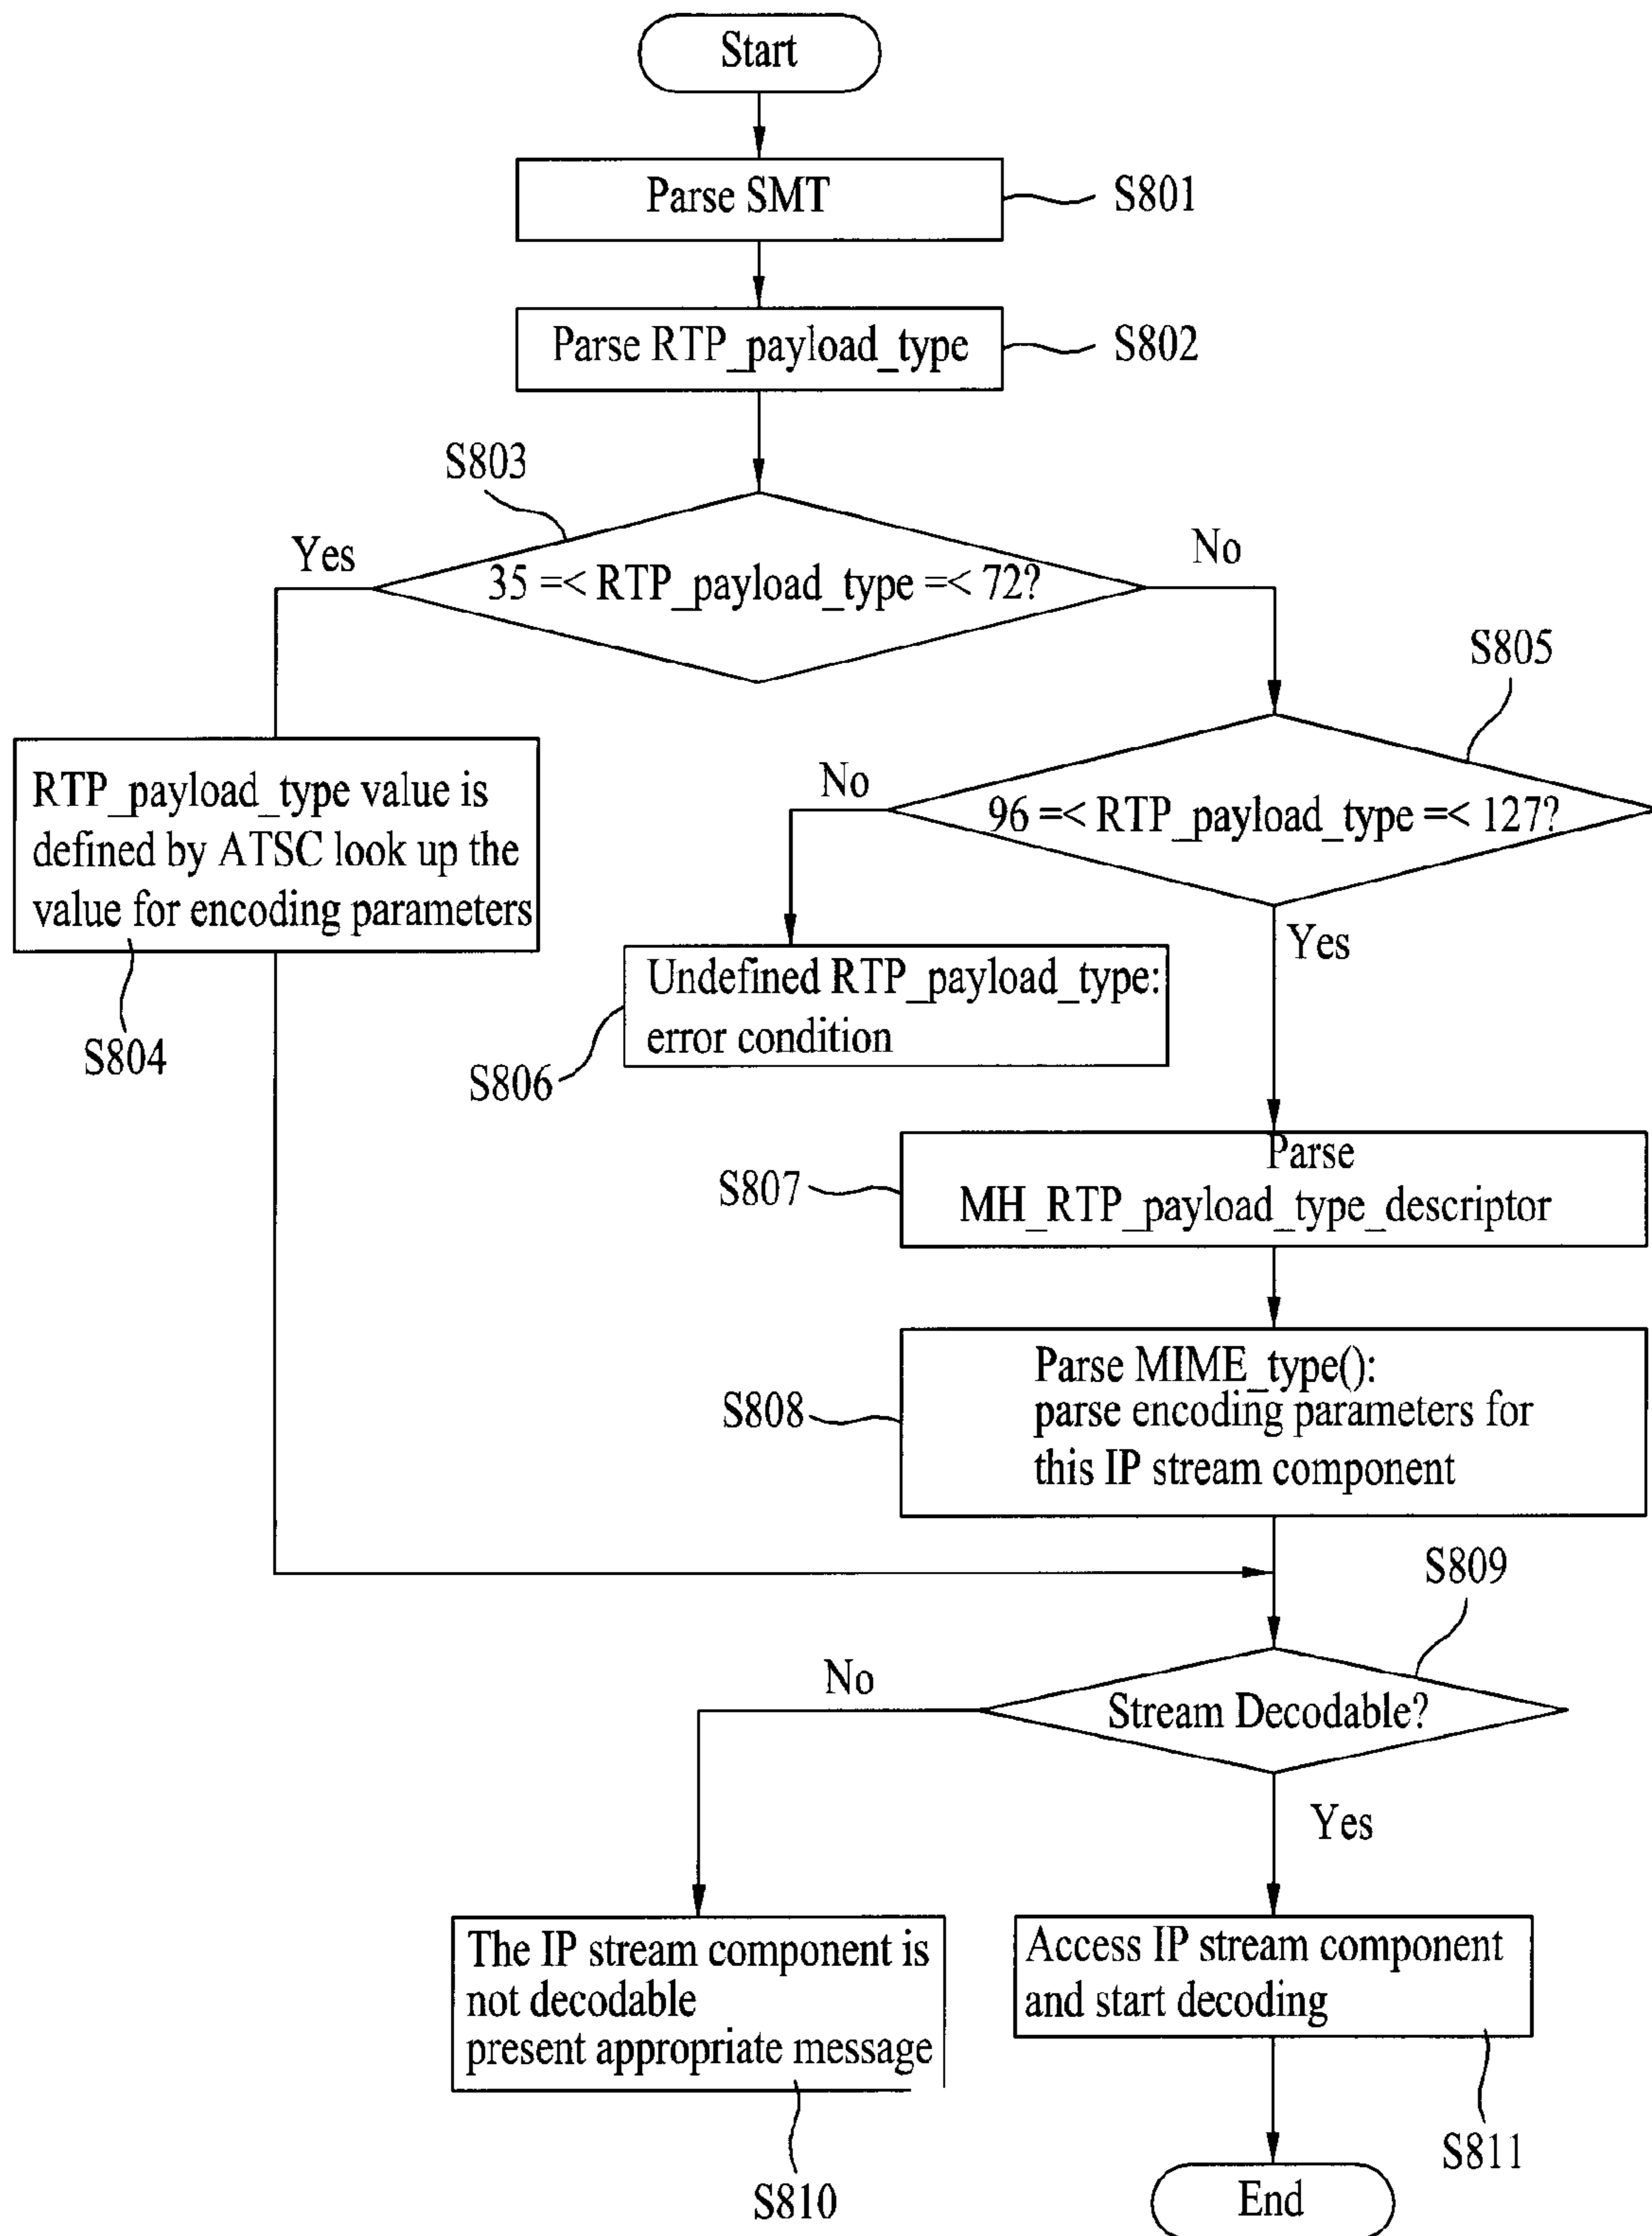 Start
Parse SMT
S801
Parse RTP_payload_type
S802
S803
Yes
35 =< RTP_payload_type =< 72?
No
S805
RTP_payload_type value is
defined by ATSC look up the
value for encoding parameters
S804
No
96 =< RTP_payload_type =< 127?
Yes
Undefined RTP_payload_type:
error condition
S806
Parse
MH_RTP_payload_type_descriptor
S807
Parse MIME_type():
parse encoding parameters for
this IP stream component
S808
S809
No
Stream Decodable?
Yes
The IP stream component is
not decodable
present appropriate message
S810
Access IP stream component
and start decoding
S811
End